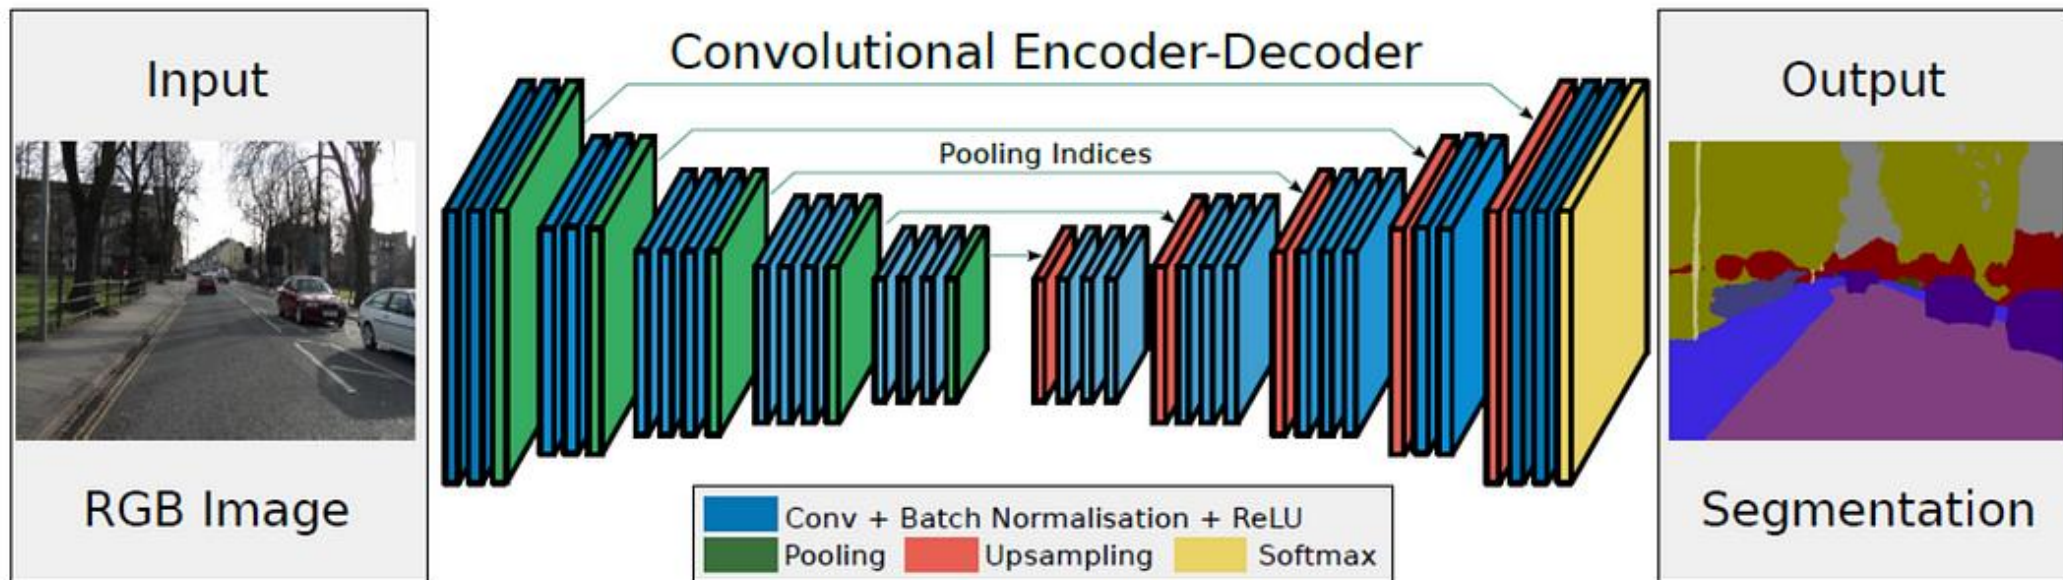 Input
RGB Image
Convolutional Encoder-Decoder
Pooling Indices
Conv + Batch Normalisation + ReLU
Pooling
Upsampling
Softmax
Output
Segmentation